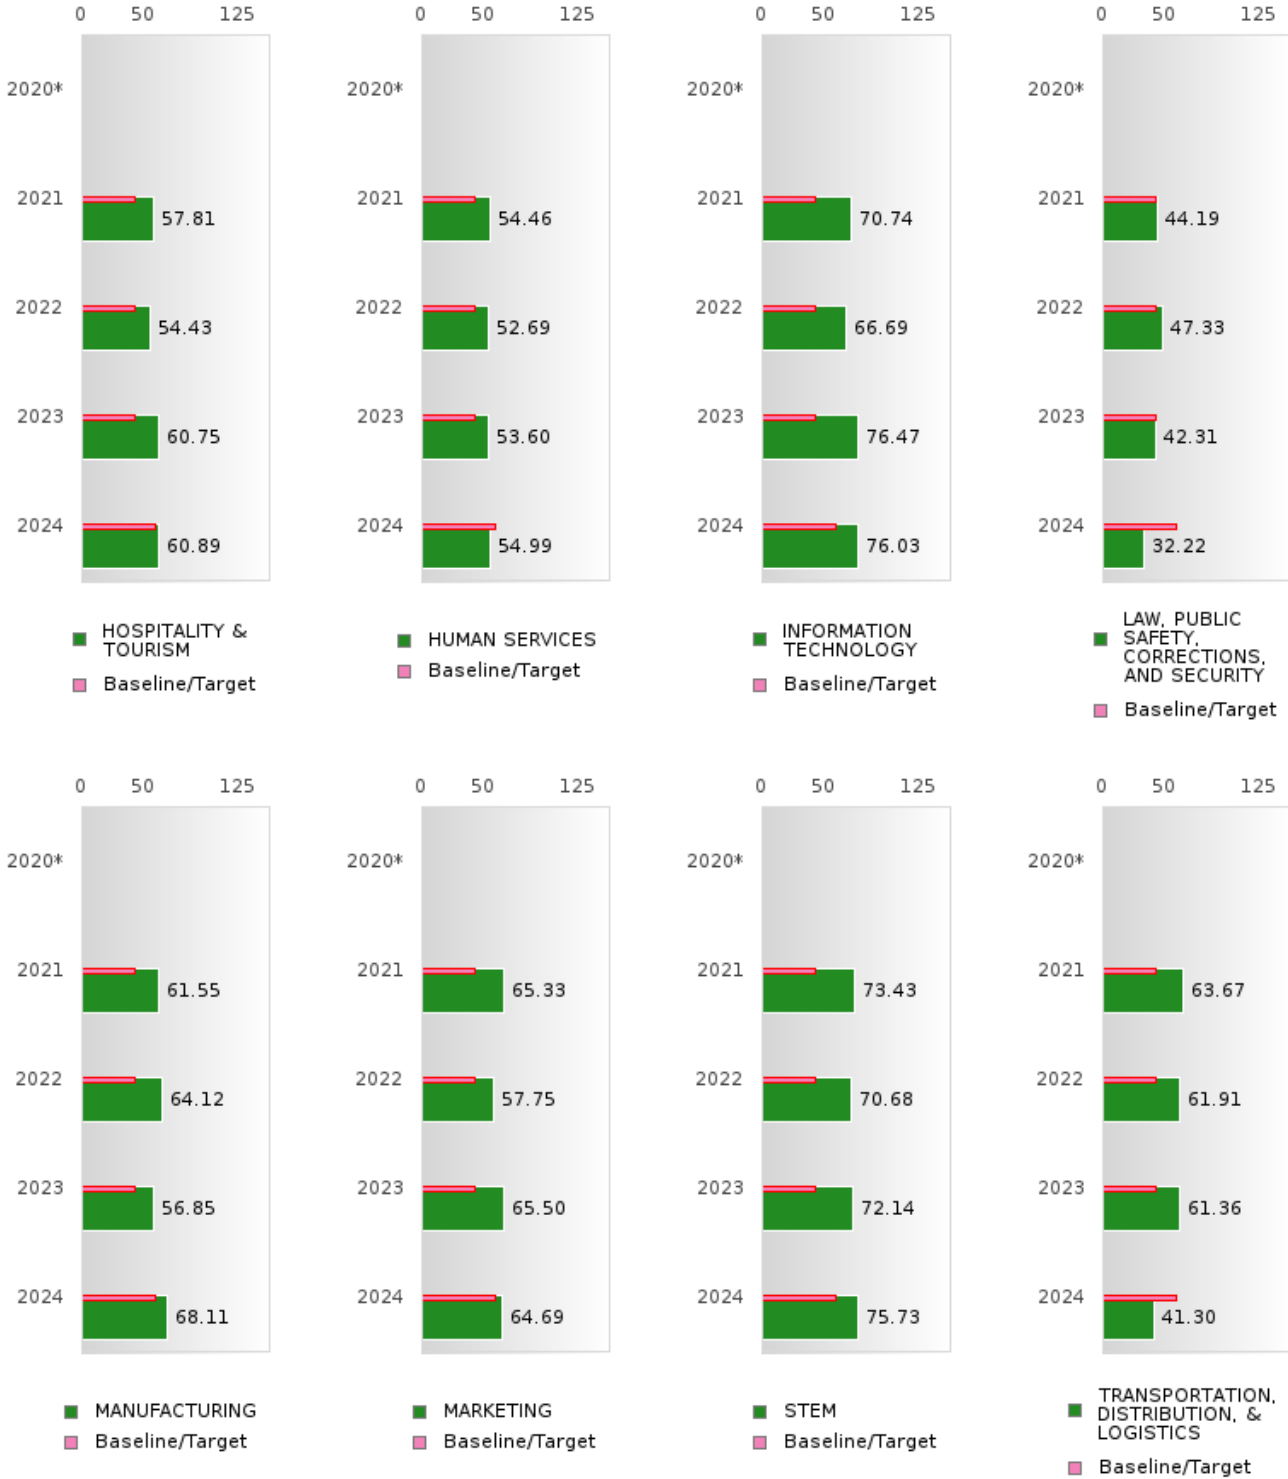 0 50 125
2020*
2021 57.81
2022 54.43
2023 60.75
2024 60.89
HOSPITALITY &
TOURISM
Baseline/Target
0 50 125
2020*
2021 54.46
2022 52.69
2023 53.60
2024 54.99
HUMAN SERVICES
Baseline/Target
0 50 125
2020*
2021 70.74
2022 66.69
2023 76.47
2024 76.03
INFORMATION
TECHNOLOGY
Baseline/Target
0 50 125
2020*
2021 44.19
2022 47.33
2023 42.31
2024 32.22
LAW, PUBLIC
SAFETY,
CORRECTIONS,
AND SECURITY
Baseline/Target
0 50 125
2020*
2021 61.55
2022 64.12
2023 56.85
2024 68.11
MANUFACTURING
Baseline/Target
0 50 125
2020*
2021 65.33
2022 57.75
2023 65.50
2024 64.69
MARKETING
Baseline/Target
0 50 125
2020*
2021 73.43
2022 70.68
2023 72.14
2024 75.73
STEM
Baseline/Target
0 50 125
2020*
2021 63.67
2022 61.91
2023 61.36
2024 41.30
TRANSPORTATION,
DISTRIBUTION, &
LOGISTICS
Baseline/Target